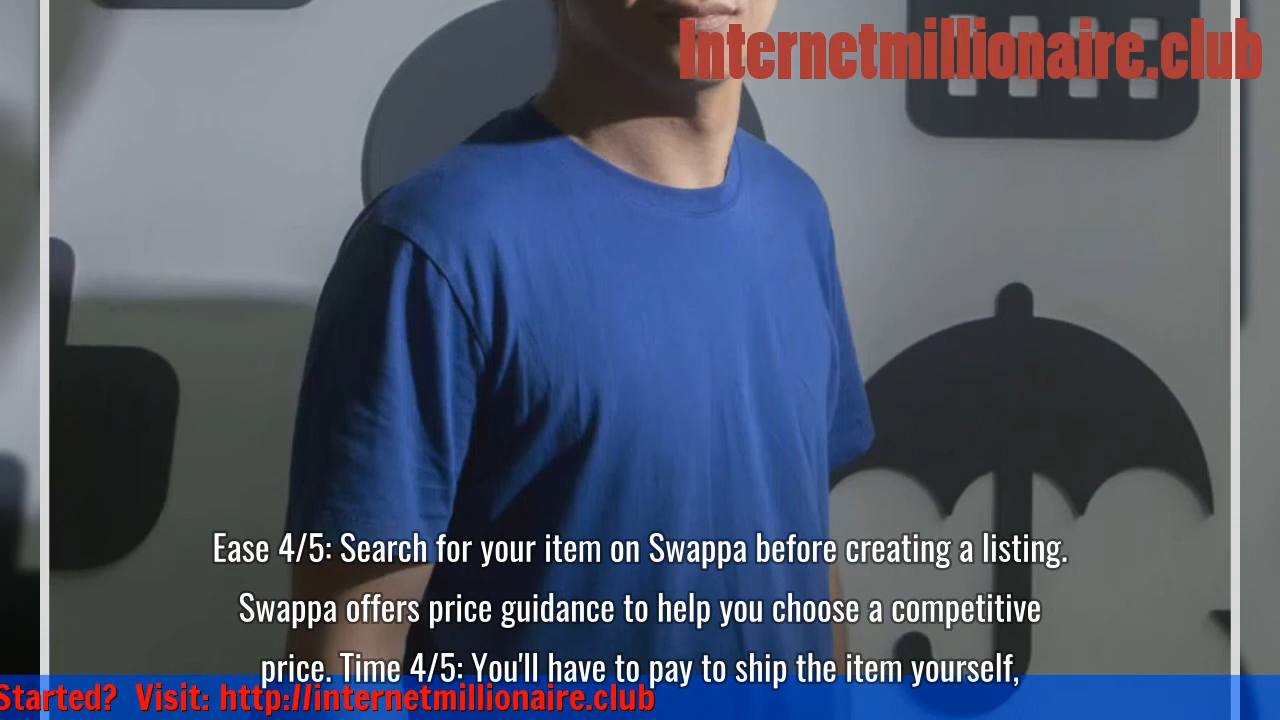 Internetmillionaire.club
Ease 4/5: Search for your item on Swappa before creating a listing.
Swappa offers price guidance to help you choose a competitive
price. Time 4/5: You'll have to pay to ship the item yourself,
Started? Visit: http://internetmillionaire.club